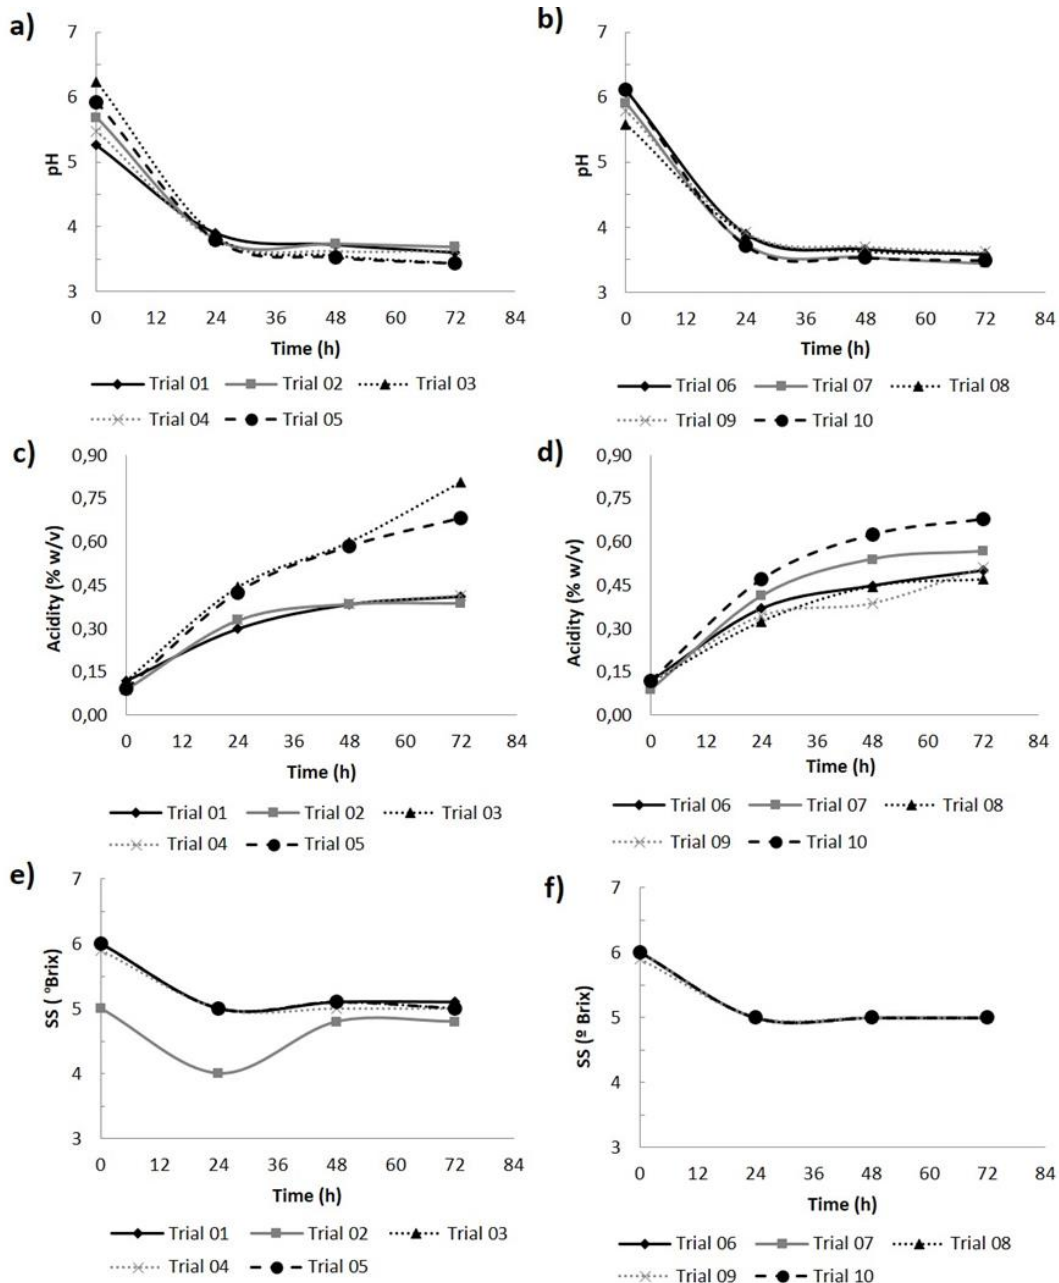 a)
7
6
5
4
3
pH
0 12 24 36 48 60 72 84
Time (h)
Trial 01 Trial 02 Trial 03
Trial 04 Trial 05
b)
7
6
5
4
3
pH
0 12 24 36 48 60 72 84
Time (h)
Trial 06 Trial 07 Trial 08
Trial 09 Trial 10
c)
0,90
0,75
0,60
0,45
0,30
0,15
0,00
Acidity (% w/v)
0 12 24 36 48 60 72 84
Time (h)
Trial 01 Trial 02 Trial 03
Trial 04 Trial 05
d)
0,90
0,75
0,60
0,45
0,30
0,15
0,00
Acidity (% w/v)
0 12 24 36 48 60 72 84
Time (h)
Trial 06 Trial 07 Trial 08
Trial 09 Trial 10
e)
7
6
5
4
3
SS ( °Brix)
0 12 24 36 48 60 72 84
Time (h)
Trial 01 Trial 02 Trial 03
Trial 04 Trial 05
f)
7
6
5
4
3
SS (º Brix)
0 12 24 36 48 60 72 84
Time (h)
Trial 06 Trial 07 Trial 08
Trial 09 Trial 10